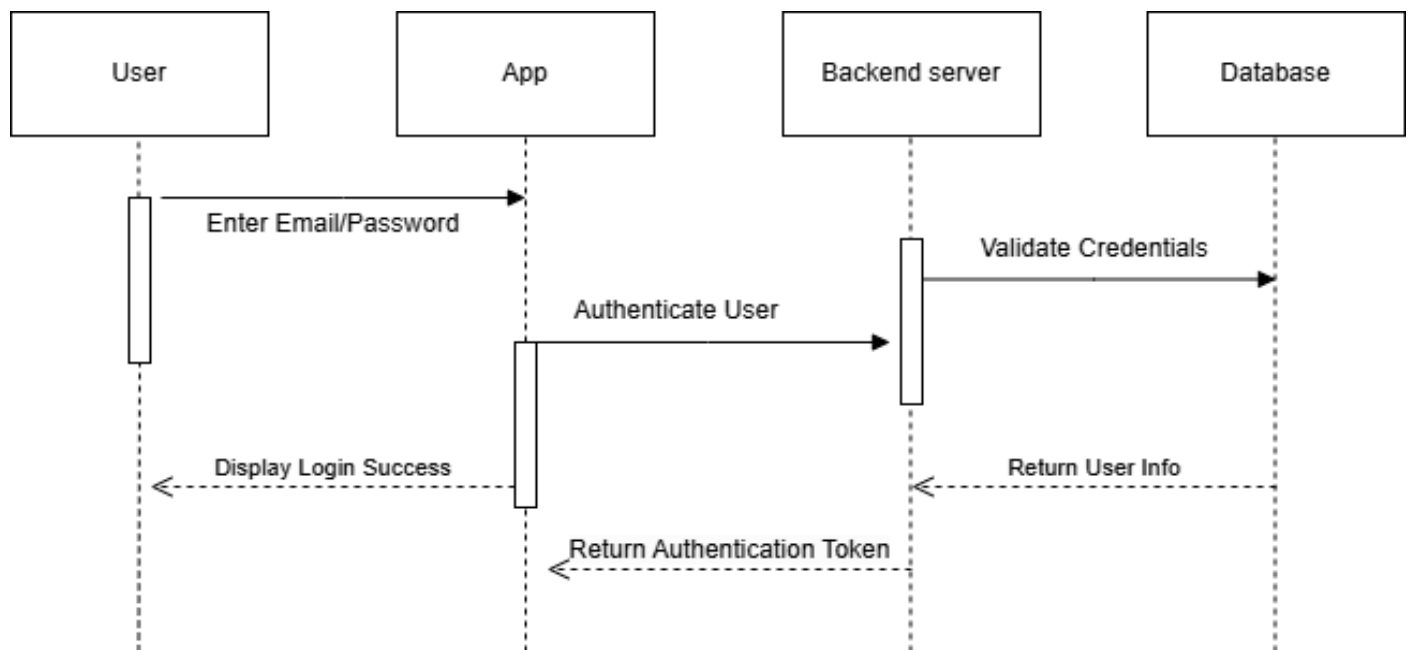 User
App
Backend server
Database
Enter Email/Password
Validate Credentials
Authenticate User
Display Login Success
Return User Info
Return Authentication Token